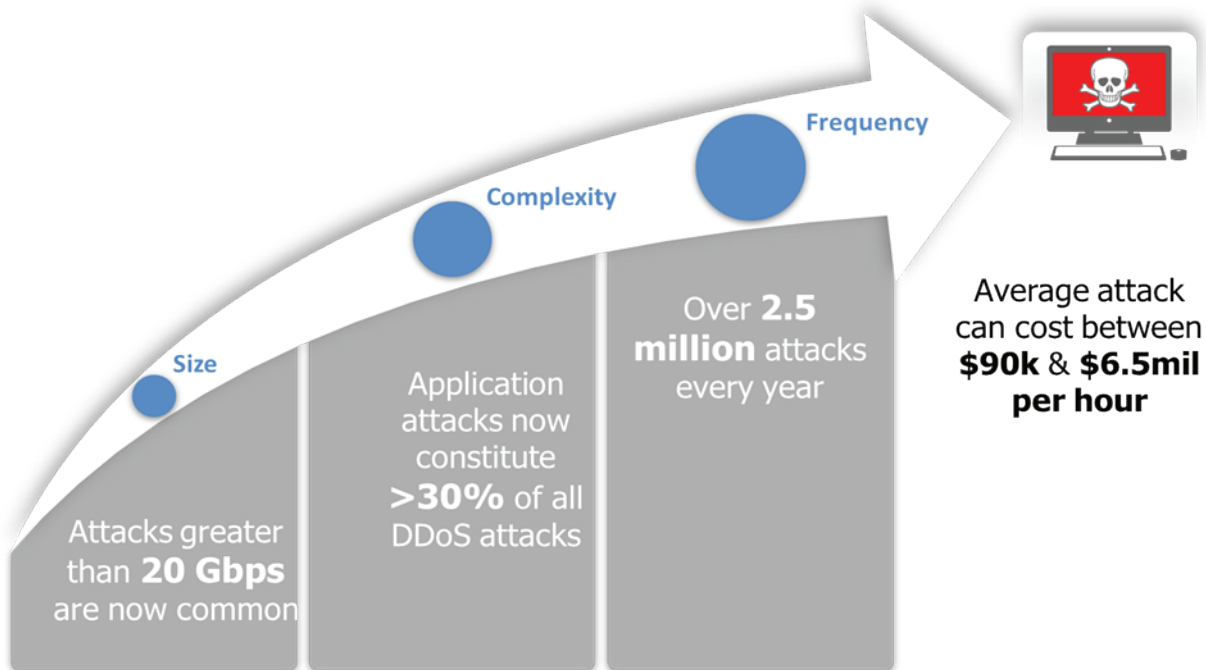 Size
Attacks greater
than 20 Gbps
are now common
Complexity
Application
attacks now
constitute
>30% of all
DDoS attacks
Frequency
Over 2.5
million attacks
every year
Average attack
can cost between
$90k & $6.5mil
per hour